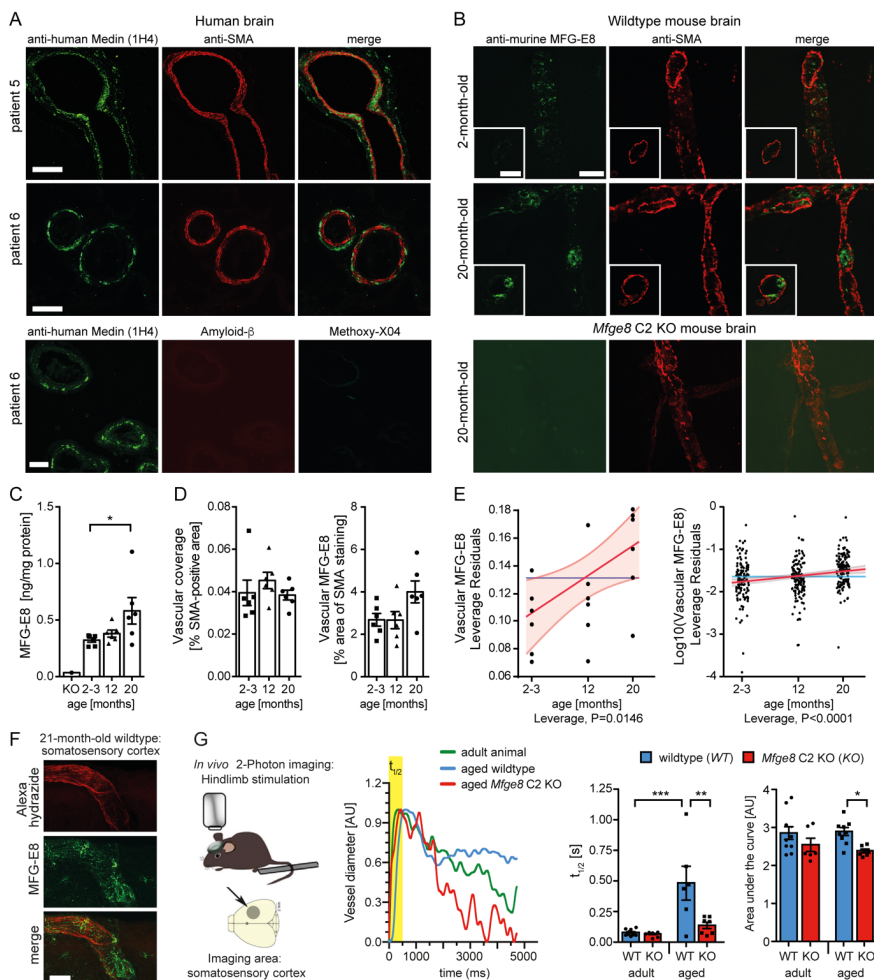 A
Human brain
anti-human Medin (1H4) anti-SMA merge
patient 5
patient 6
anti-human Medin (1H4) Amyloid-β Methoxy-X04
patient 6
B
Wildtype mouse brain
anti-murine MFG-E8 anti-SMA merge
2-month-old
20-month-old
Mfge8 C2 KO mouse brain
20-month-old
C
MFG-E8 [ng/mg protein]
1.5
1.0
0.5
0.0
*
KO 2-3 12 20
age [months]
D
Vascular coverage
[% SMA-positive area]
0.08
0.06
0.04
0.02
0.00
2-3 12 20
age [months]
Vascular MFG-E8
[% area of SMA staining]
8
6
4
2
0
2-3 12 20
age [months]
E
Vascular MFG-E8
Leverage Residuals
0.18
0.16
0.14
0.12
0.10
0.08
0.06
2-3 12 20
age [months]
Leverage, P=0.0146
Log10(Vascular MFG-E8)
Leverage Residuals
0
-1
-2
-3
-4
2-3 12 20
age [months]
Leverage, P<0.0001
F
21-month-old wildtype:
somatosensory cortex
Alexa
hydrazide
MFG-E8
merge
G
In vivo 2-Photon imaging:
Hindlimb stimulation
Imaging area:
somatosensory cortex
adult animal
aged wildtype
aged Mfge8 C2 KO
t1/2
Vessel diameter [AU]
1.2
0.9
0.6
0.3
0.0
0 1000 3000 5000
time (ms)
wildtype (WT) Mfge8 C2 KO (KO)
t1/2 [s]
1.00
0.75
0.50
0.25
0.00
*** **
WT KO WT KO
adult aged
Area under the curve [AU]
4
3
2
1
0
*
WT KO WT KO
adult aged